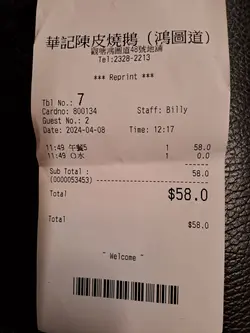 華記陳皮燒鵝(鴻圖道)
觀塘鴻圖道48號地舖
Tel:2328-2213
*** Reprint ***
Tbl No.: 7
Cardno: 800134 Staff: Billy
Guest No.: 2
Date: 2024-04-08 Time: 12:17
11:49 午餐5 1 58.0
11:49 O水 1 0.0
Sub Total : 58.0
(0000053453)
Total $58.0
Total $58.0
~ Welcome ~